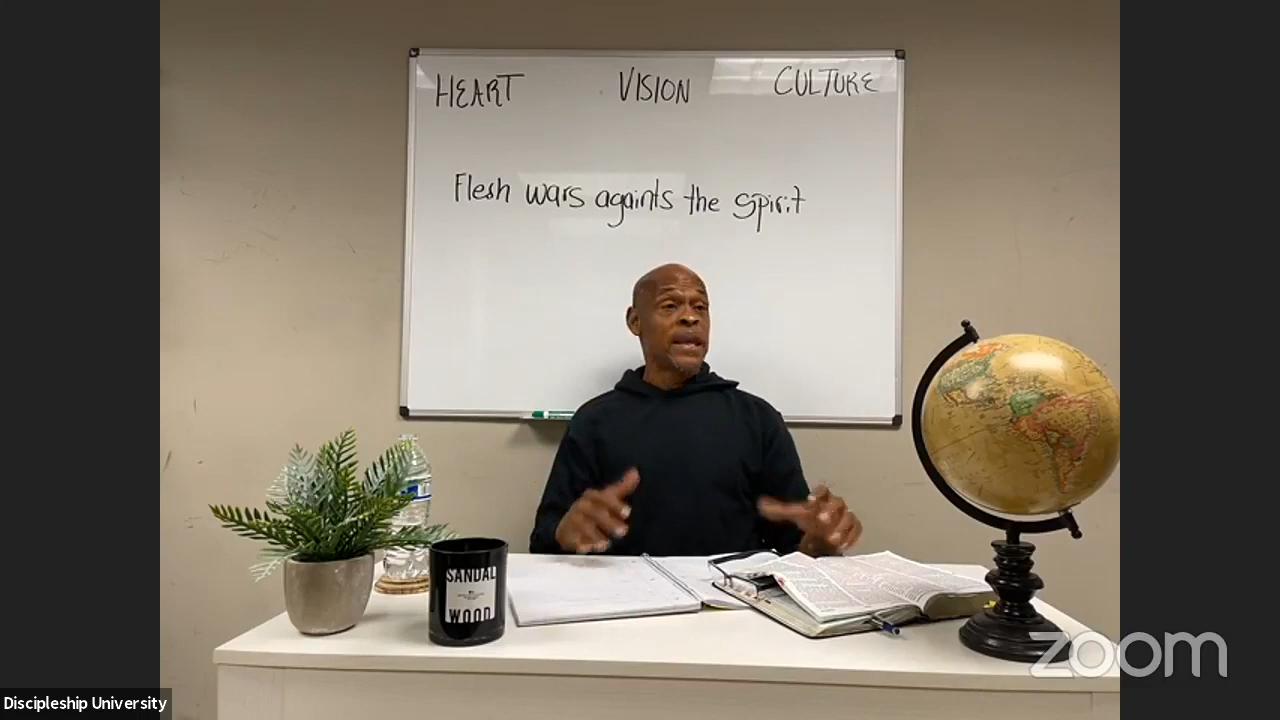 HEART VISION CULTURE
Flesh wars againts the spirit
SANDAL
WOOD
zoom
Discipleship University